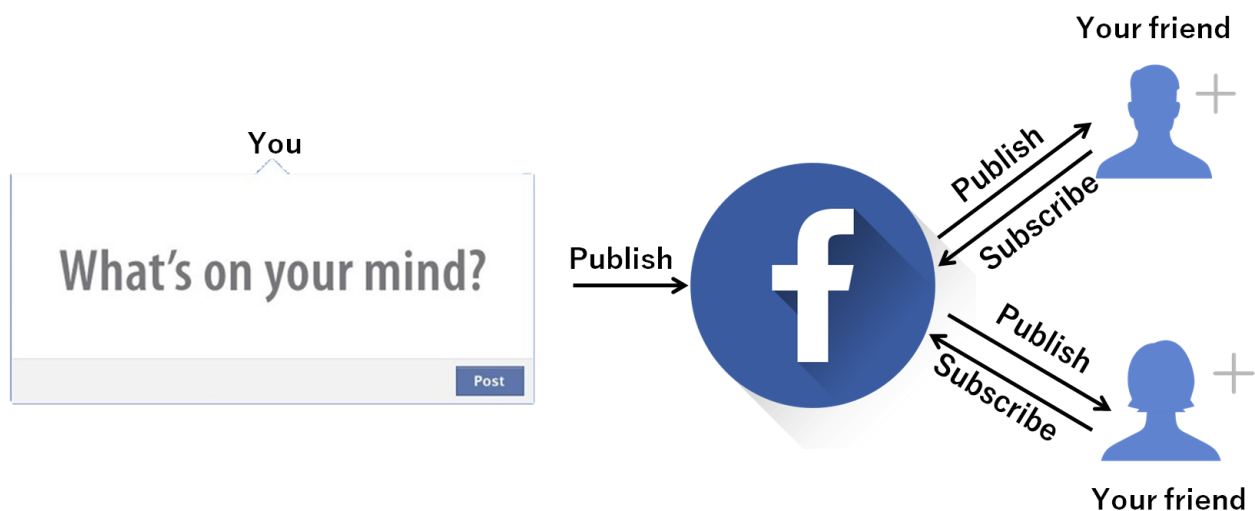 Your friend
You
What's on your mind?
Post
Publish
f
Publish
Subscribe
Publish
Subscribe
Your friend